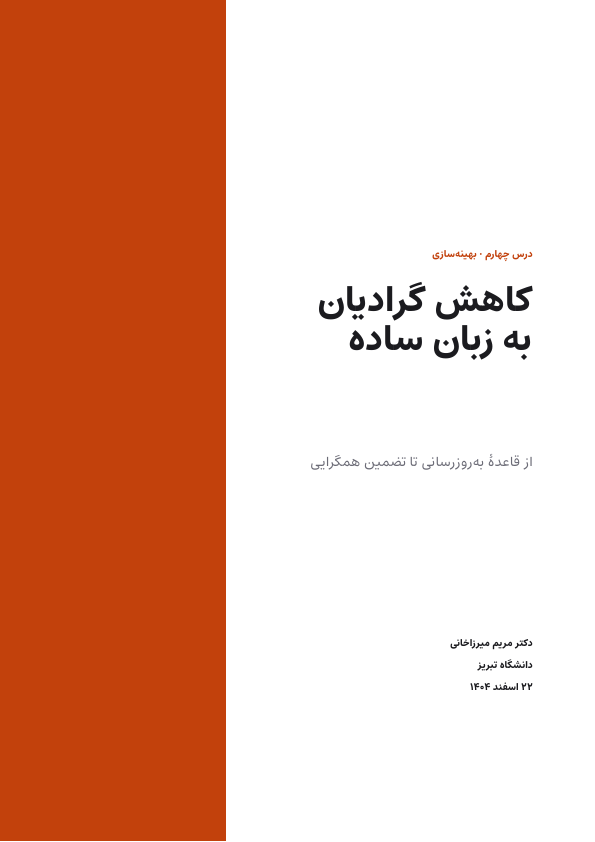 درس چهارم · بهینه‌سازی
کاهش گرادیان
به زبان ساده
از قاعدهٔ به‌روزرسانی تا تضمین همگرایی
دکتر مریم میرزاخانی
دانشگاه تبریز
۲۲ اسفند ۱۴۰۴